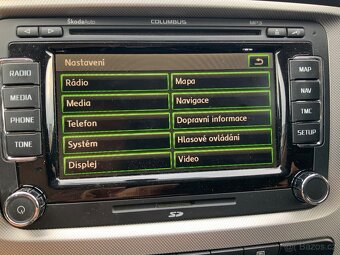 ŠkodaAuto COLUMBUS MP3
Nastavení
Rádio Mapa
Media Navigace
Telefon Dopravní informace
Systém Hlasové ovládání
Displej Video
RADIO
MEDIA
PHONE
TONE
MAP
NAV
TMC
SETUP
SD